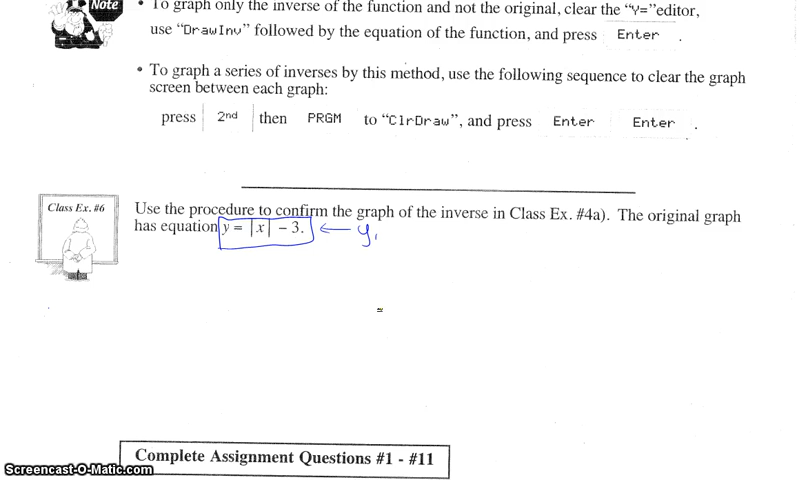 Note
• To graph only the inverse of the function and not the original, clear the “Y=”editor,
use “DrawInv” followed by the equation of the function, and press Enter .
• To graph a series of inverses by this method, use the following sequence to clear the graph
screen between each graph:
press 2nd then PRGM to “ClrDraw”, and press Enter Enter .
Class Ex. #6
Use the procedure to confirm the graph of the inverse in Class Ex. #4a). The original graph
has equation y = |x| − 3. ← y₁
Complete Assignment Questions #1 - #11
Screencast-O-Matic.com